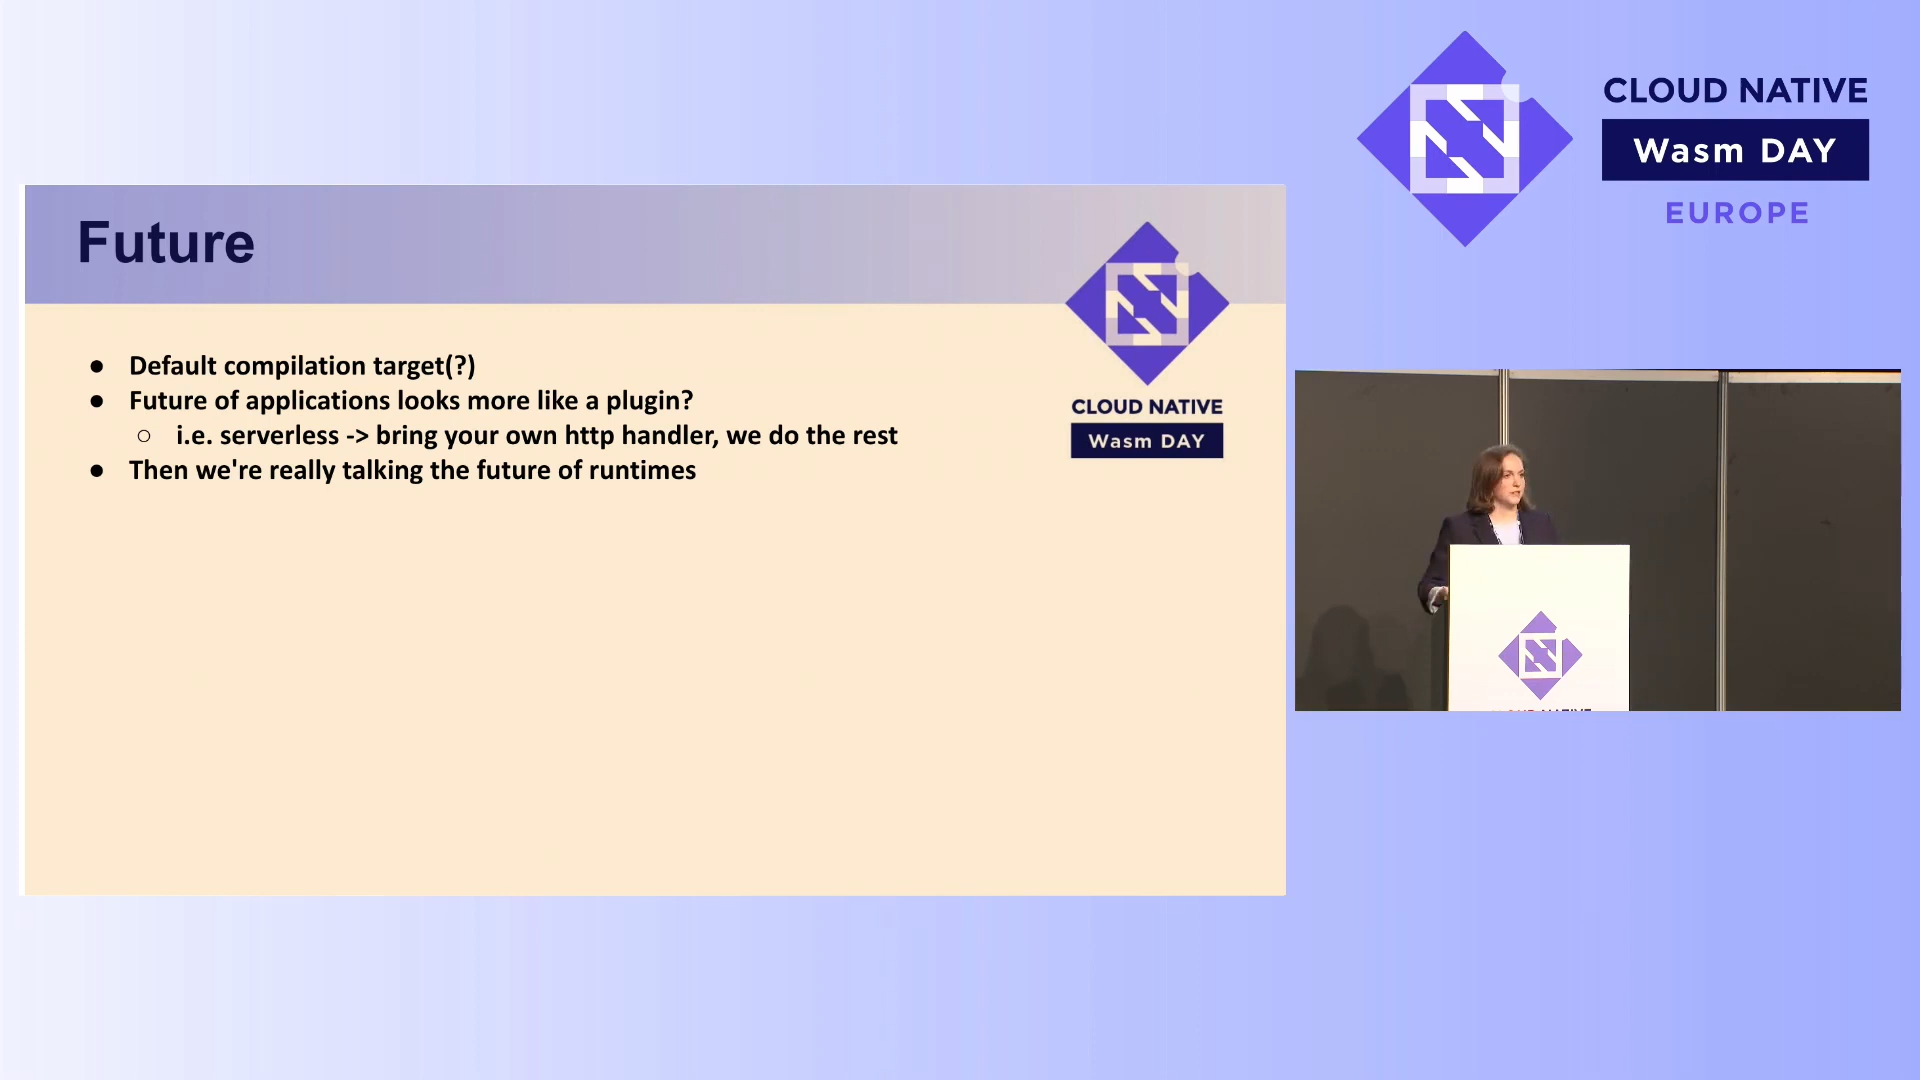 CLOUD NATIVE
Wasm DAY
EUROPE
Future
● Default compilation target(?)
● Future of applications looks more like a plugin?
○ i.e. serverless -> bring your own http handler, we do the rest
● Then we're really talking the future of runtimes
CLOUD NATIVE
Wasm DAY